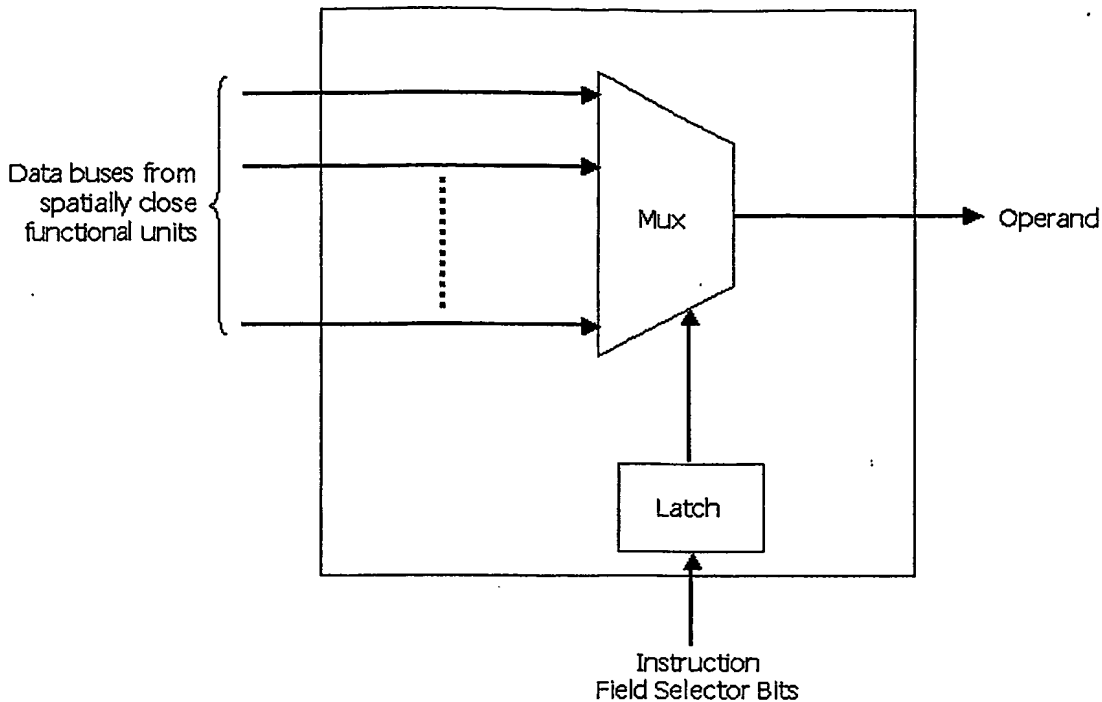 Data buses from
spatially close
functional units
Mux
Operand
Latch
Instruction
Field Selector Bits